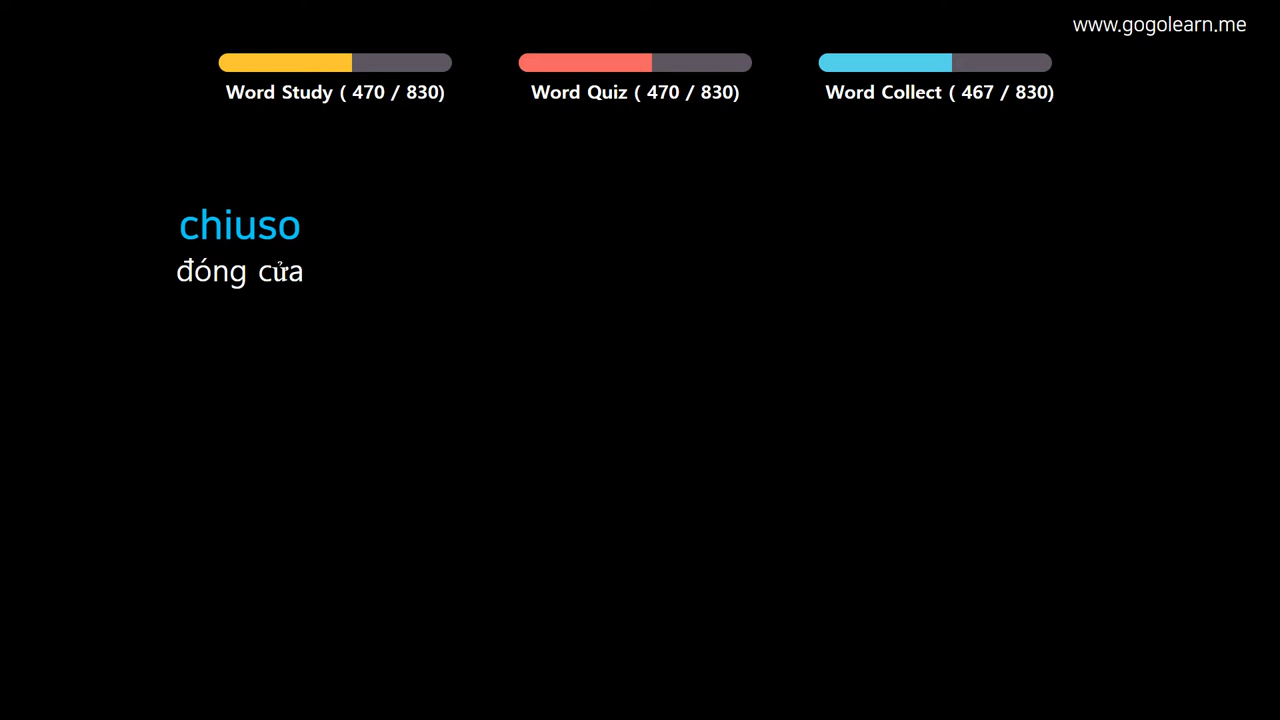 www.gogolearn.me
Word Study ( 470 / 830)
Word Quiz ( 470 / 830)
Word Collect ( 467 / 830)
chiuso
đóng cửa